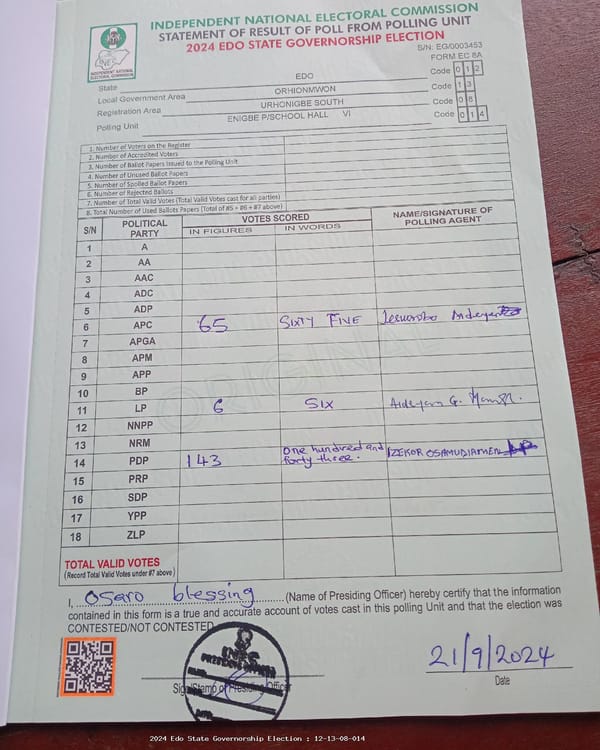 INDEPENDENT NATIONAL ELECTORAL COMMISSION
STATEMENT OF RESULT OF POLL FROM POLLING UNIT
2024 EDO STATE GOVERNORSHIP ELECTION
INEC
INDEPENDENT NATIONAL
ELECTORAL COMMISSION
S/N: EG/0003453
FORM EC 8A
State EDO Code 0 1 2
Local Government Area ORHIONMWON Code 1 3
Registration Area URHONIGBE SOUTH Code 0 8
Polling Unit ENIGBE P/SCHOOL HALL VI Code 0 1 4
1. Number of Voters on the Register
2. Number of Accredited Voters
3. Number of Ballot Papers Issued to the Polling Unit
4. Number of Unused Ballot Papers
5. Number of Spoiled Ballot Papers
6. Number of Rejected Ballots
7. Number of Total Valid Votes (Total Valid Votes cast for all parties)
8. Total Number of Used Ballots Papers (Total of #5 + #6 + #7 above)
S/N POLITICAL PARTY VOTES SCORED NAME/SIGNATURE OF POLLING AGENT
IN FIGURES IN WORDS
1 A
2 AA
3 AAC
4 ADC
5 ADP
6 APC 65 SIXTY FIVE
7 APGA
8 APM
9 APP
10 BP
11 LP 6 SIX
12 NNPP
13 NRM
14 PDP 143 One hundred and forty three. IZEKOR OSAMUDIAMEN
15 PRP
16 SDP
17 YPP
18 ZLP
TOTAL VALID VOTES
(Record Total Valid Votes under #7 above)
ORIGINAL
I, Osaro blessing (Name of Presiding Officer) hereby certify that the information
contained in this form is a true and accurate account of votes cast in this polling Unit and that the election was
CONTESTED/NOT CONTESTED
INEC
PRESIDING OFFICER
Sign/Stamp of Presiding Officer
21/9/2024
Date
2024 Edo State Governorship Election : 12-13-08-014